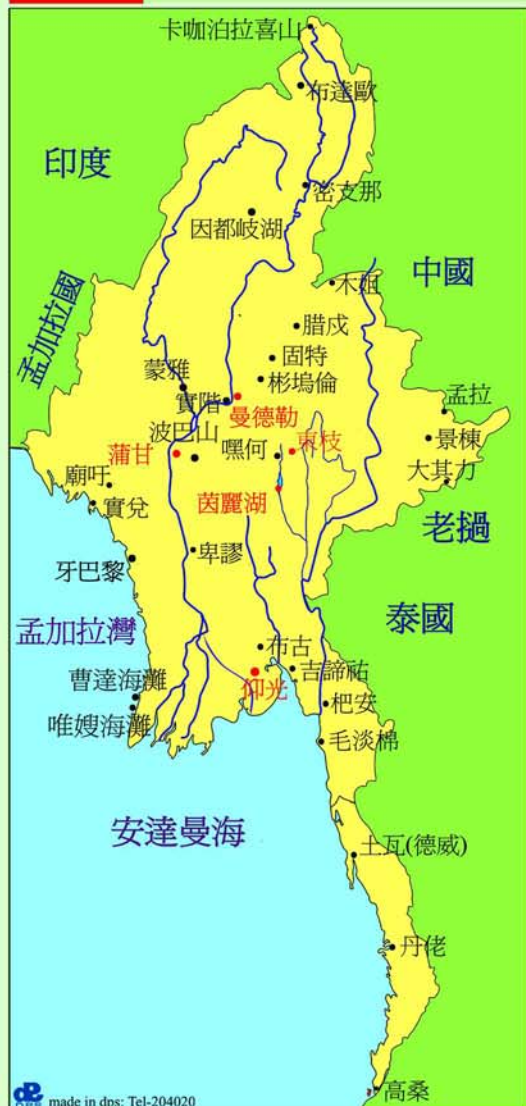 卡咖泊拉喜山
布達歐
印度
密支那
因都岐湖
中國
木姐
孟加拉國
腊戌
固特
彬塢倫
蒙雅
實階
曼德勒
孟拉
波巴山
東枝
蒲甘
嘿何
景棟
大其力
廟吁
茵麗湖
實兌
老撾
卑謬
牙巴黎
泰國
孟加拉灣
布古
吉諦祐
仰光
曹達海灘
杷安
唯嫂海灘
毛淡棉
安達曼海
土瓦(德威)
丹佬
高桑
made in dps: Tel-204020